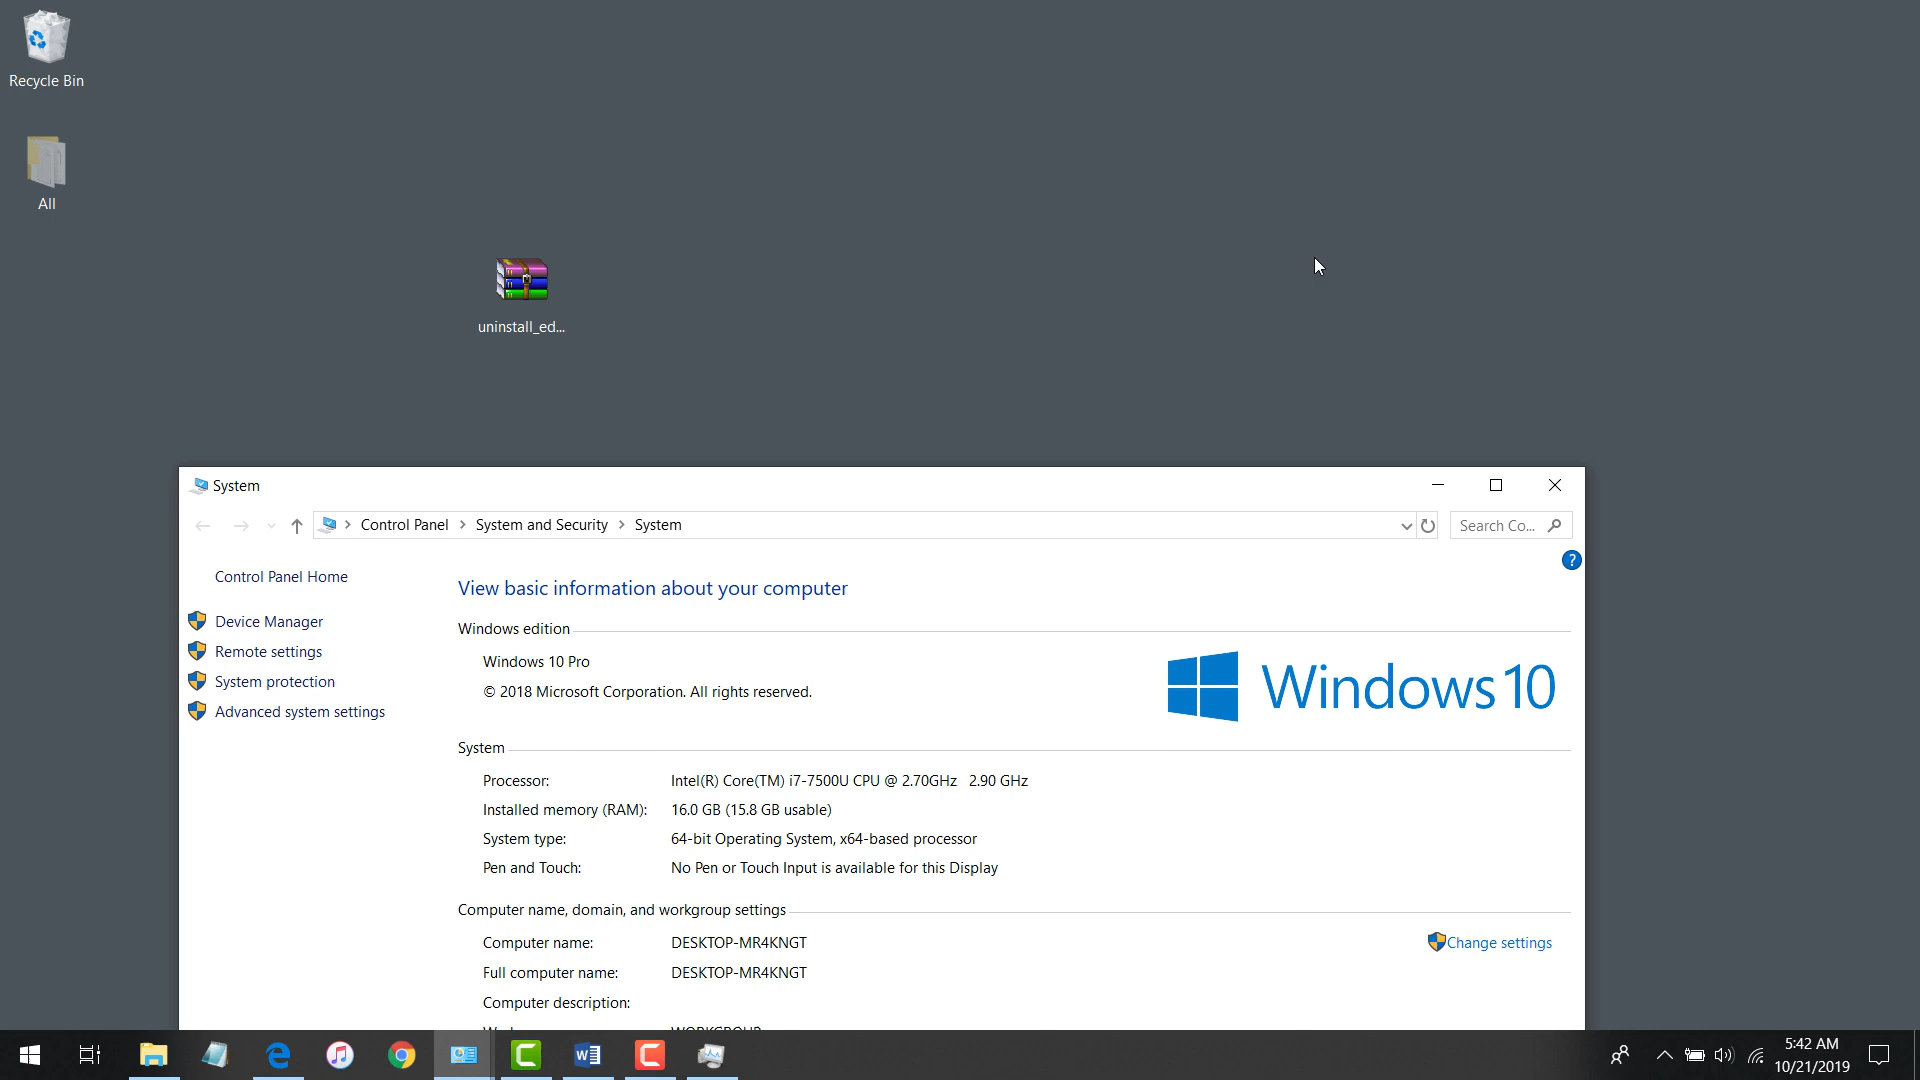 Recycle Bin
All
uninstall_ed...
System
Control Panel > System and Security > System
Search Co...
?
Control Panel Home
Device Manager
Remote settings
System protection
Advanced system settings
View basic information about your computer
Windows edition
Windows 10 Pro
© 2018 Microsoft Corporation. All rights reserved.
Windows 10
System
Processor: Intel(R) Core(TM) i7-7500U CPU @ 2.70GHz 2.90 GHz
Installed memory (RAM): 16.0 GB (15.8 GB usable)
System type: 64-bit Operating System, x64-based processor
Pen and Touch: No Pen or Touch Input is available for this Display
Computer name, domain, and workgroup settings
Computer name: DESKTOP-MR4KNGT
Change settings
Full computer name: DESKTOP-MR4KNGT
Computer description:
WORKGROUP
5:42 AM
10/21/2019